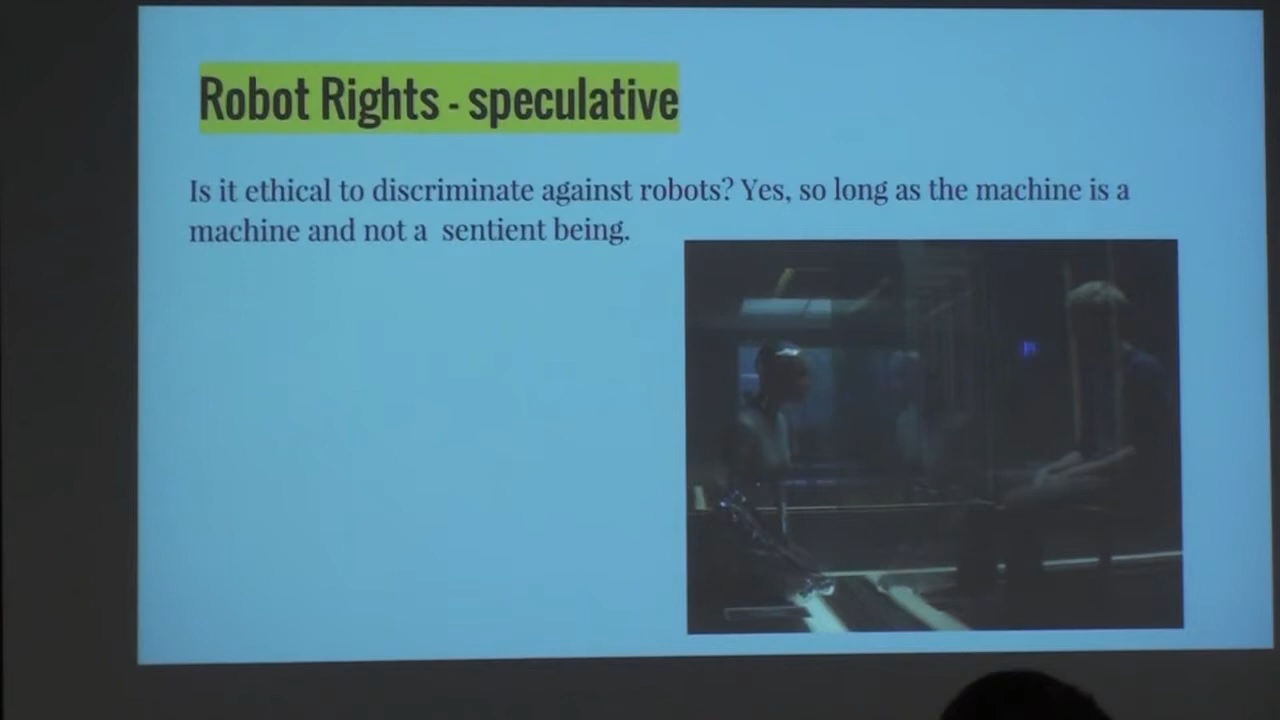 Robot Rights - speculative
Is it ethical to discriminate against robots? Yes, so long as the machine is a
machine and not a  sentient being.